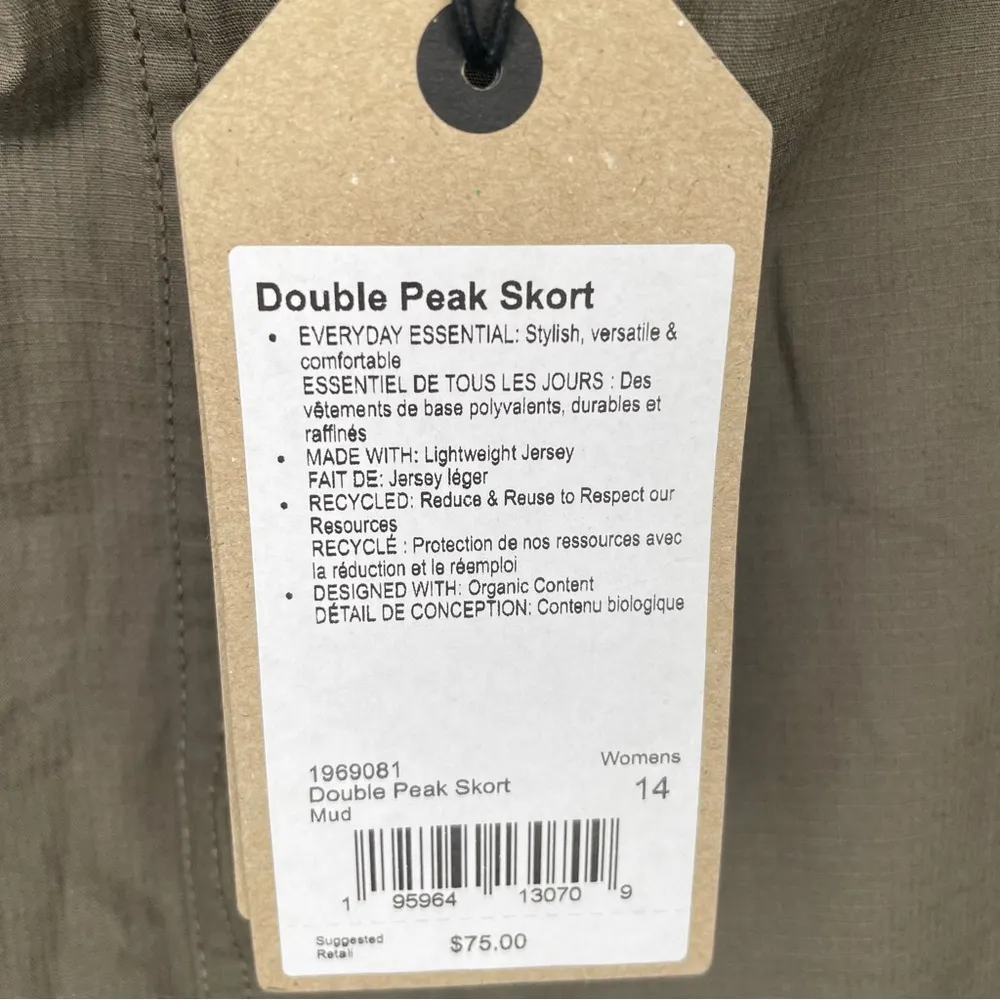 Double Peak Skort
• EVERYDAY ESSENTIAL: Stylish, versatile &
comfortable
ESSENTIEL DE TOUS LES JOURS : Des
vêtements de base polyvalents, durables et
raffinés
• MADE WITH: Lightweight Jersey
FAIT DE: Jersey léger
• RECYCLED: Reduce & Reuse to Respect our
Resources
RECYCLÉ : Protection de nos ressources avec
la réduction et le réemploi
• DESIGNED WITH: Organic Content
DÉTAIL DE CONCEPTION: Contenu biologique
Womens
14
1969081
Double Peak Skort
Mud
1 95964 13070 9
Suggested
Retail
$75.00